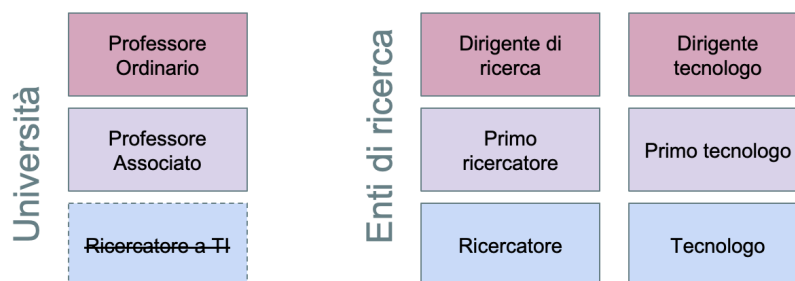 Università
Professore
Ordinario
Professore
Associato
Ricercatore a TI
Enti di ricerca
Dirigente di
ricerca
Dirigente
tecnologo
Primo
ricercatore
Primo tecnologo
Ricercatore
Tecnologo